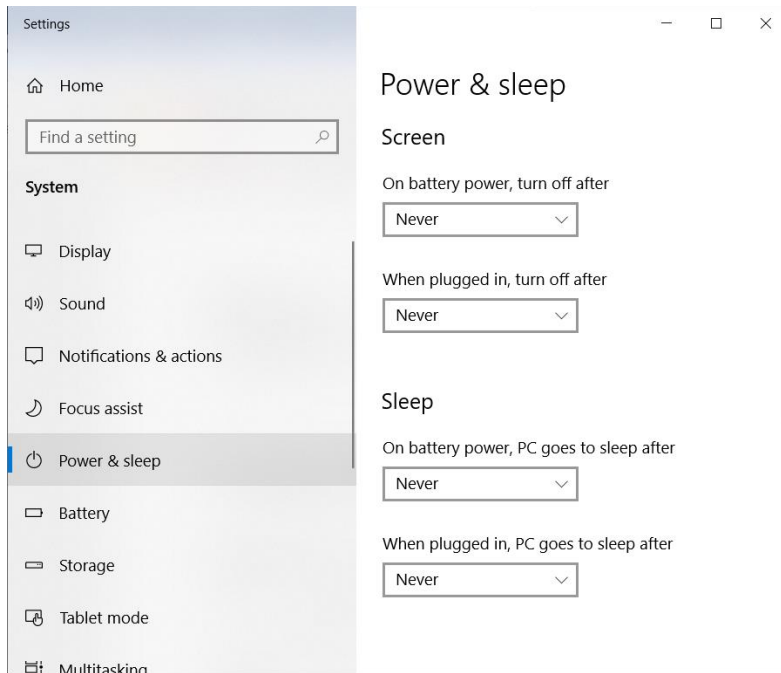 Settings
Home
Find a setting
System
Display
Sound
Notifications & actions
Focus assist
Power & sleep
Battery
Storage
Tablet mode
Multitasking
Power & sleep
Screen
On battery power, turn off after
Never
When plugged in, turn off after
Never
Sleep
On battery power, PC goes to sleep after
Never
When plugged in, PC goes to sleep after
Never